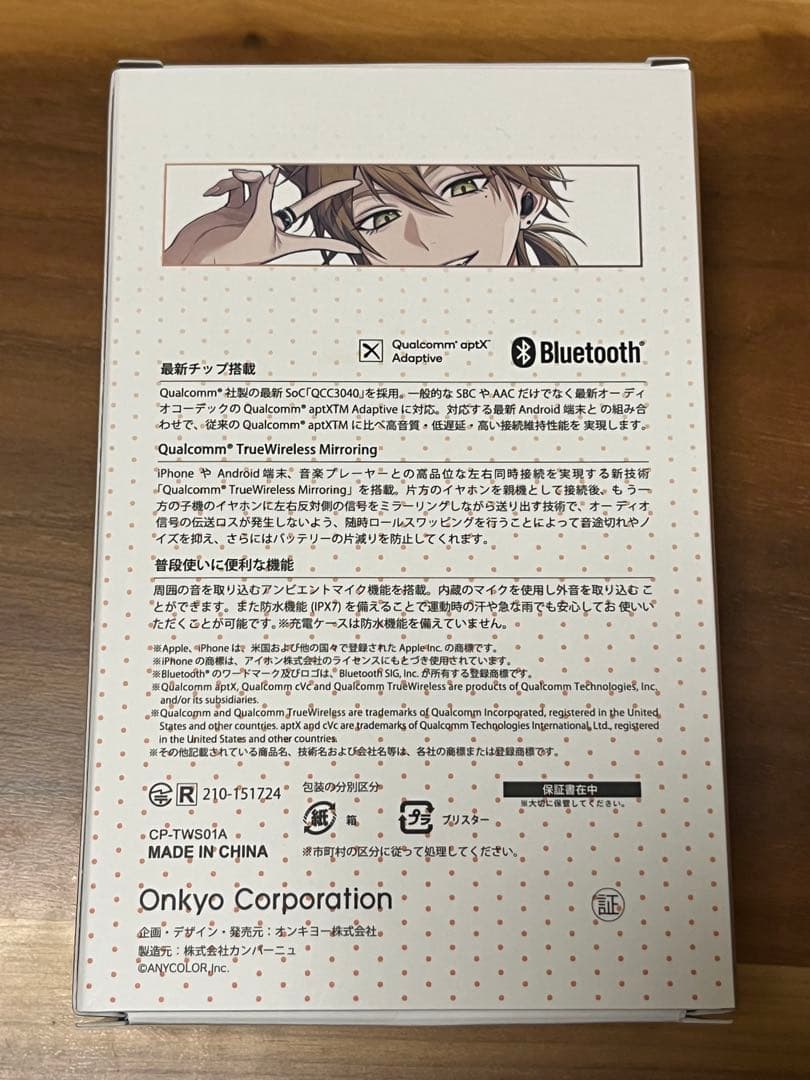 Qualcomm® aptX™
Adaptive
Bluetooth®
最新チップ搭載
Qualcomm® 社製の最新 SoC「QCC3040」を採用。一般的な SBC や AAC だけでなく最新オー ディ
オコーデックの Qualcomm® aptXTM Adaptive に対応。対応する最新 Android 端末と の組み合
わせで、従来の Qualcomm® aptXTM に比べ高音質・低遅延・高い接続維持性能を 実現します。
Qualcomm® TrueWireless Mirroring
iPhone や Android 端末、音楽プレーヤーとの高品位な左右同時接続を実現する新技術
「Qualcomm® TrueWireless Mirroring」を搭載。片方のイヤホンを親機として接続後、もう一
方の子機のイヤホンに左右反対側の信号をミラーリングしながら送り出す技術で、オー ディオ
信号の伝送ロスが発生しないよう、随時ロールスワッピングを行うことによって音途切れやノ
イズを抑え、さらにはバッテリーの片減りを防止してくれます。
普段使いに便利な機能
周囲の音を取り込むアンビエントマイク機能を搭載。内蔵のマイクを使用し外音を取り込む こ
とができます。また防水機能 (IPX7) を備えることで運動時の汗や急な雨でも安心してお 使いい
ただくことが可能です。※充電ケースは防水機能を備えていません。
※Apple、iPhone は、米国および他の国々で登録された Apple Inc. の商標です。
※iPhone の商標は、アイホン株式会社のライセンスにもとづき使用されています。
※Bluetooth® のワードマーク及びロゴは、Bluetooth SIG, Inc. が所有する登録商標です。
※Qualcomm aptX, Qualcomm cVc and Qualcomm TrueWireless are products of Qualcomm Technologies, Inc.
and/or its subsidiaries.
※Qualcomm and Qualcomm TrueWireless are trademarks of Qualcomm Incorporated, registered in the United
States and other countries. aptX and cVc are trademarks of Qualcomm Technologies International, Ltd., registered
in the United States and other countries.
※その他記載されている商品名、技術名および会社名等は、各社の商標または登録商標です。
R 210-151724
包装の分別区分
紙 箱
プラ ブリスター
保証書在中
※大切に保管してください。
CP-TWS01A
MADE IN CHINA
※市町村の区分に従って処理してください。
Onkyo Corporation
証
企画・デザイン・発売元：オンキヨー株式会社
製造元：株式会社カンパーニュ
©ANYCOLOR, Inc.